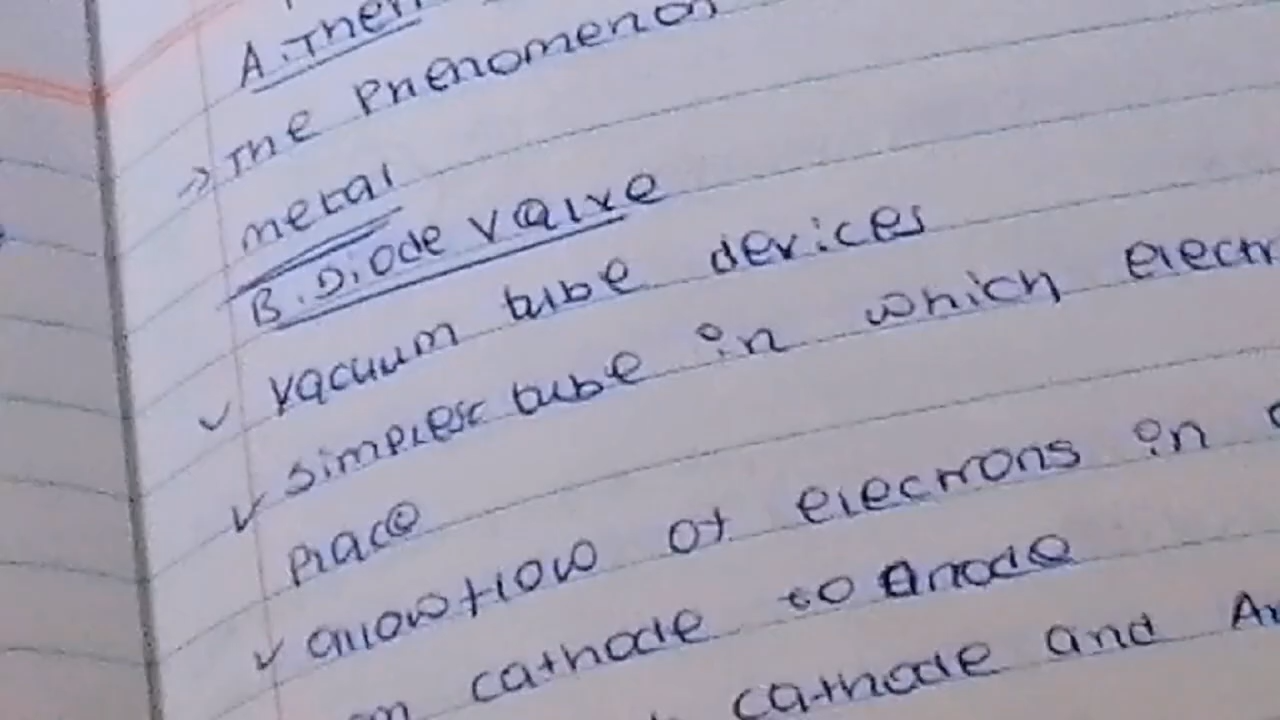 A. Ther
→ The Phenomenon
metal
B. Diode valve
✓ vacuum tube devices
✓ simplest tube in which electr
place
✓ allow flow of electrons in
cathode to Anode
cathode and An